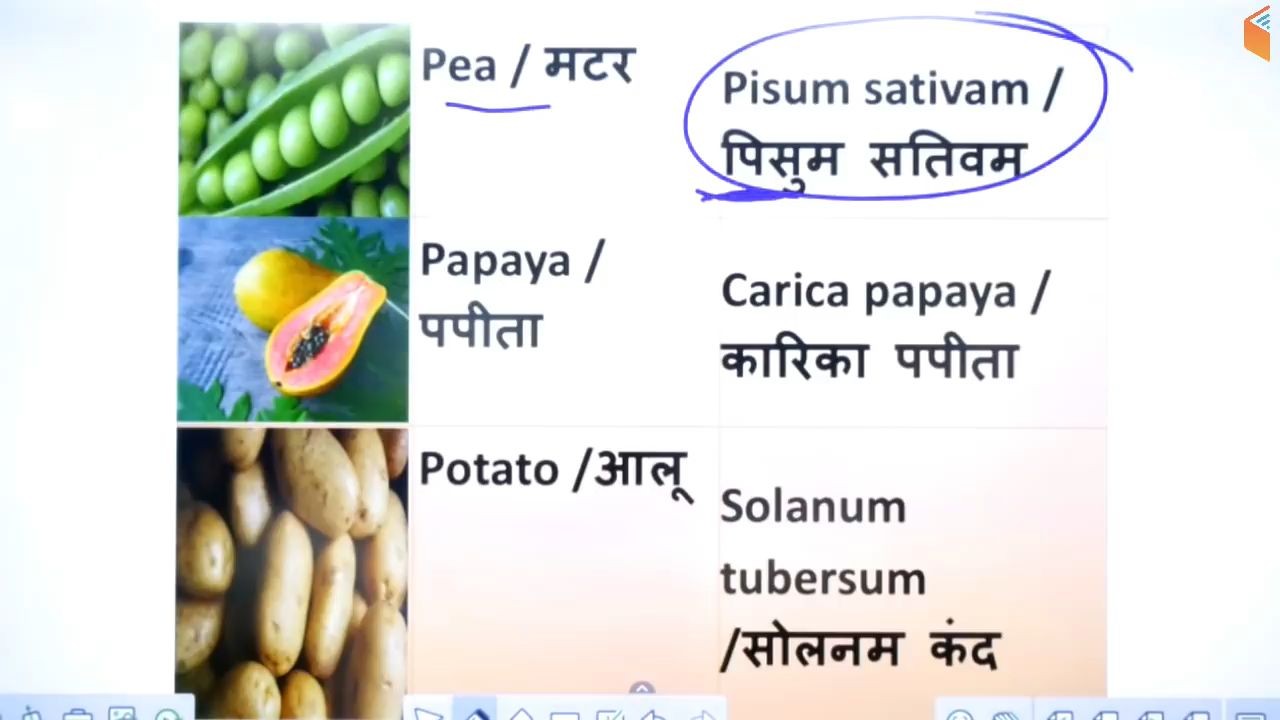 Pea / मटर
Pisum sativam /
पिसुम सतिवम
Papaya /
पपीता
Carica papaya /
कारिका पपीता
Potato /आलू
Solanum
tubersum
/सोलनम कंद